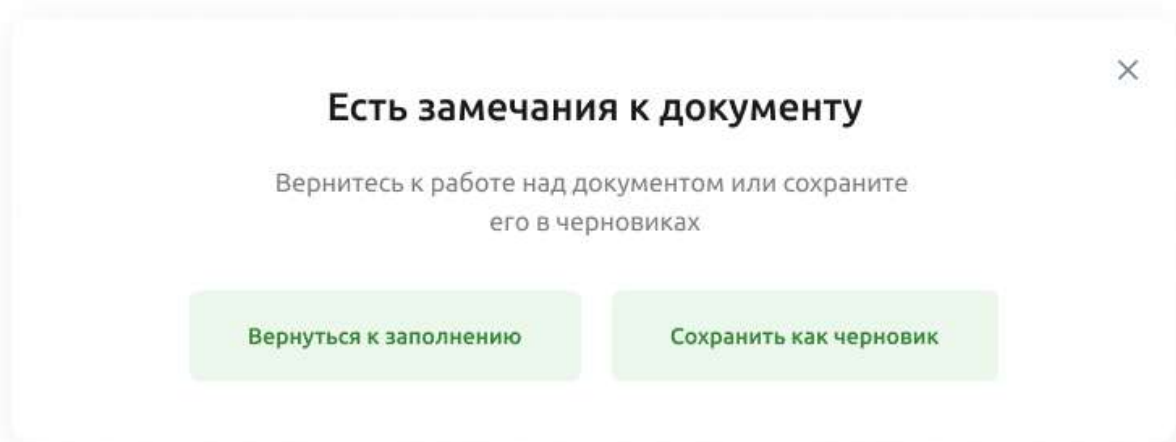 Есть замечания к документу
Вернитесь к работе над документом или сохраните
его в черновиках
Вернуться к заполнению
Сохранить как черновик